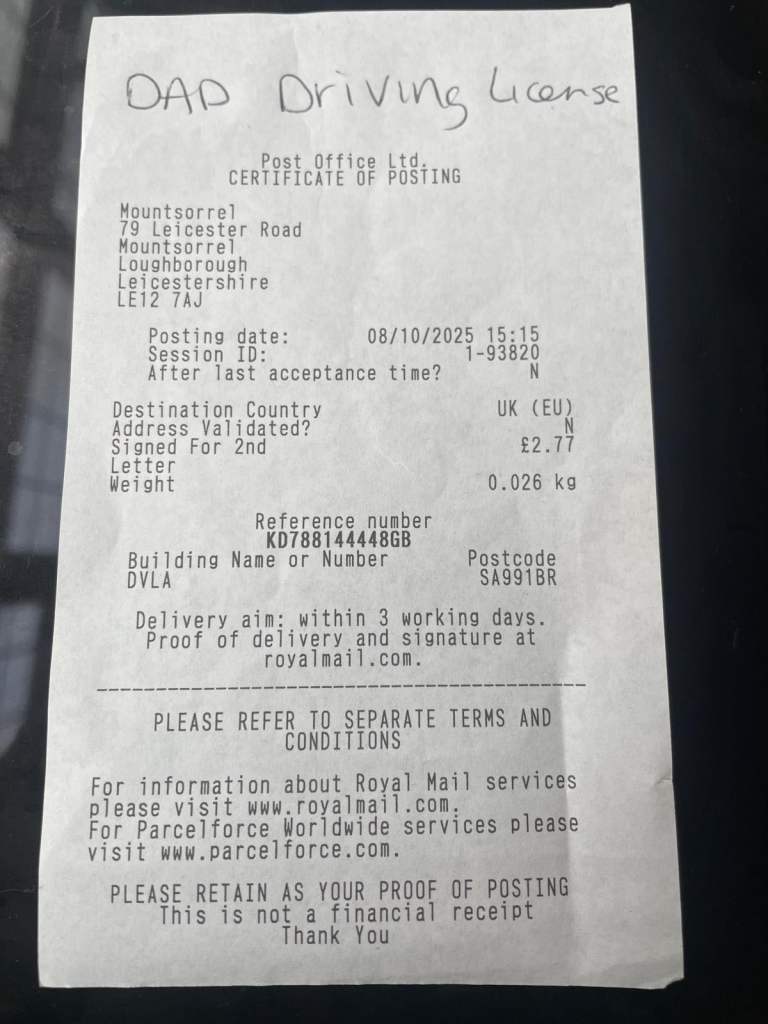 DAD Driving License
Post Office Ltd.
CERTIFICATE OF POSTING
Mountsorrel
79 Leicester Road
Mountsorrel
Loughborough
Leicestershire
LE12 7AJ
Posting date: 08/10/2025 15:15
Session ID: 1-93820
After last acceptance time? N
Destination Country UK (EU)
Address Validated? N
Signed For 2nd £2.77
Letter
Weight 0.026 kg
Reference number
KD788144448GB
Building Name or Number Postcode
DVLA SA991BR
Delivery aim: within 3 working days.
Proof of delivery and signature at
royalmail.com.
PLEASE REFER TO SEPARATE TERMS AND
CONDITIONS
For information about Royal Mail services
please visit www.royalmail.com.
For Parcelforce Worldwide services please
visit www.parcelforce.com.
PLEASE RETAIN AS YOUR PROOF OF POSTING
This is not a financial receipt
Thank You